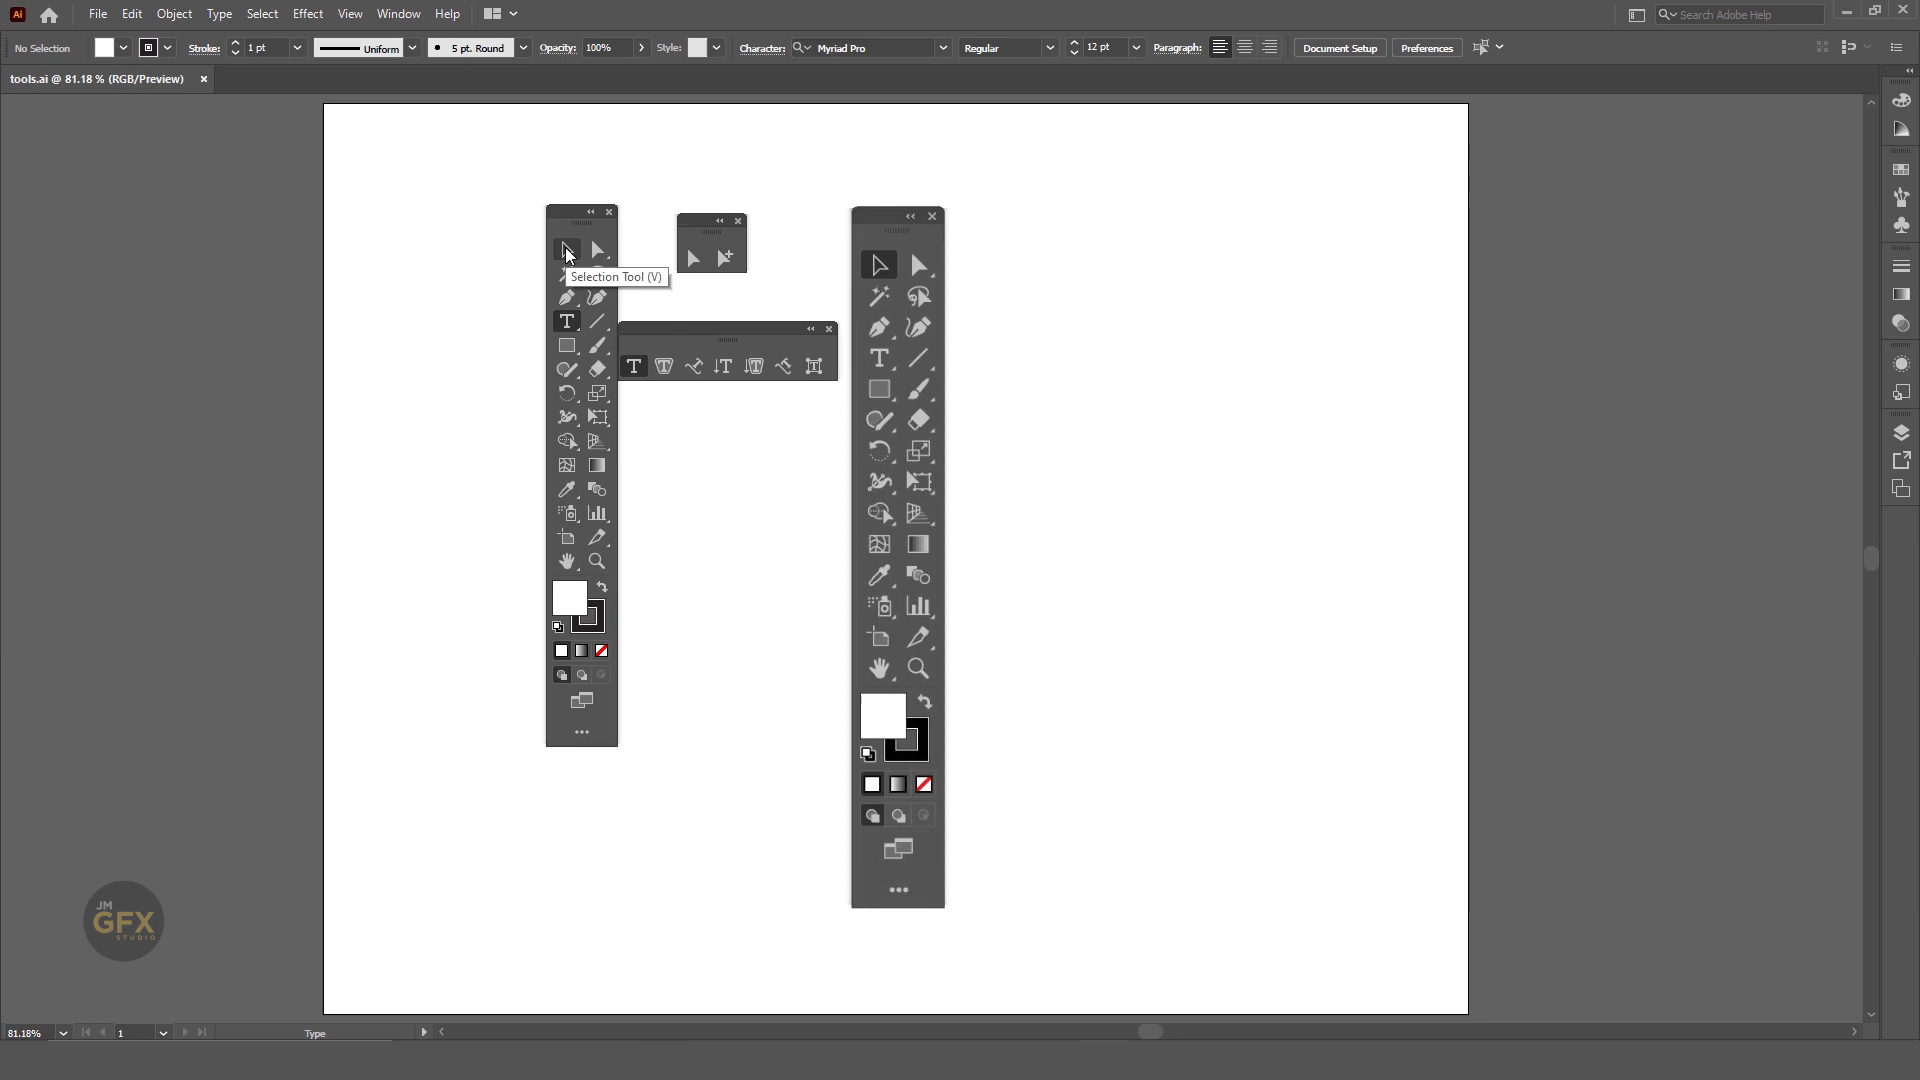 Ai File Edit Object Type Select Effect View Window Help Search Adobe Help
No Selection Stroke: 1 pt Uniform 5 pt. Round Opacity: 100% Style: Character: Myriad Pro Regular 12 pt Paragraph: Document Setup Preferences
tools.ai @ 81.18 % (RGB/Preview)
Selection Tool (V)
JM
GFX
STUDIO
81.18% 1 Type